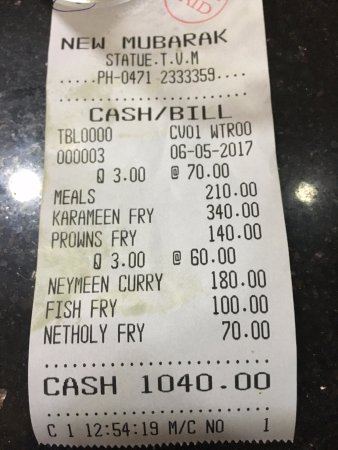 PAID
NEW MUBARAK
STATUE.T.V.M
.....PH-0471 2333359....
CASH/BILL
TBL0000 CV01 WTR00
000003 06-05-2017
Q 3.00 @ 70.00
MEALS 210.00
KARAMEEN FRY 340.00
PROWNS FRY 140.00
Q 3.00 @ 60.00
NEYMEEN CURRY 180.00
FISH FRY 100.00
NETHOLY FRY 70.00
CASH 1040.00
C 1 12:54:19 M/C NO 1